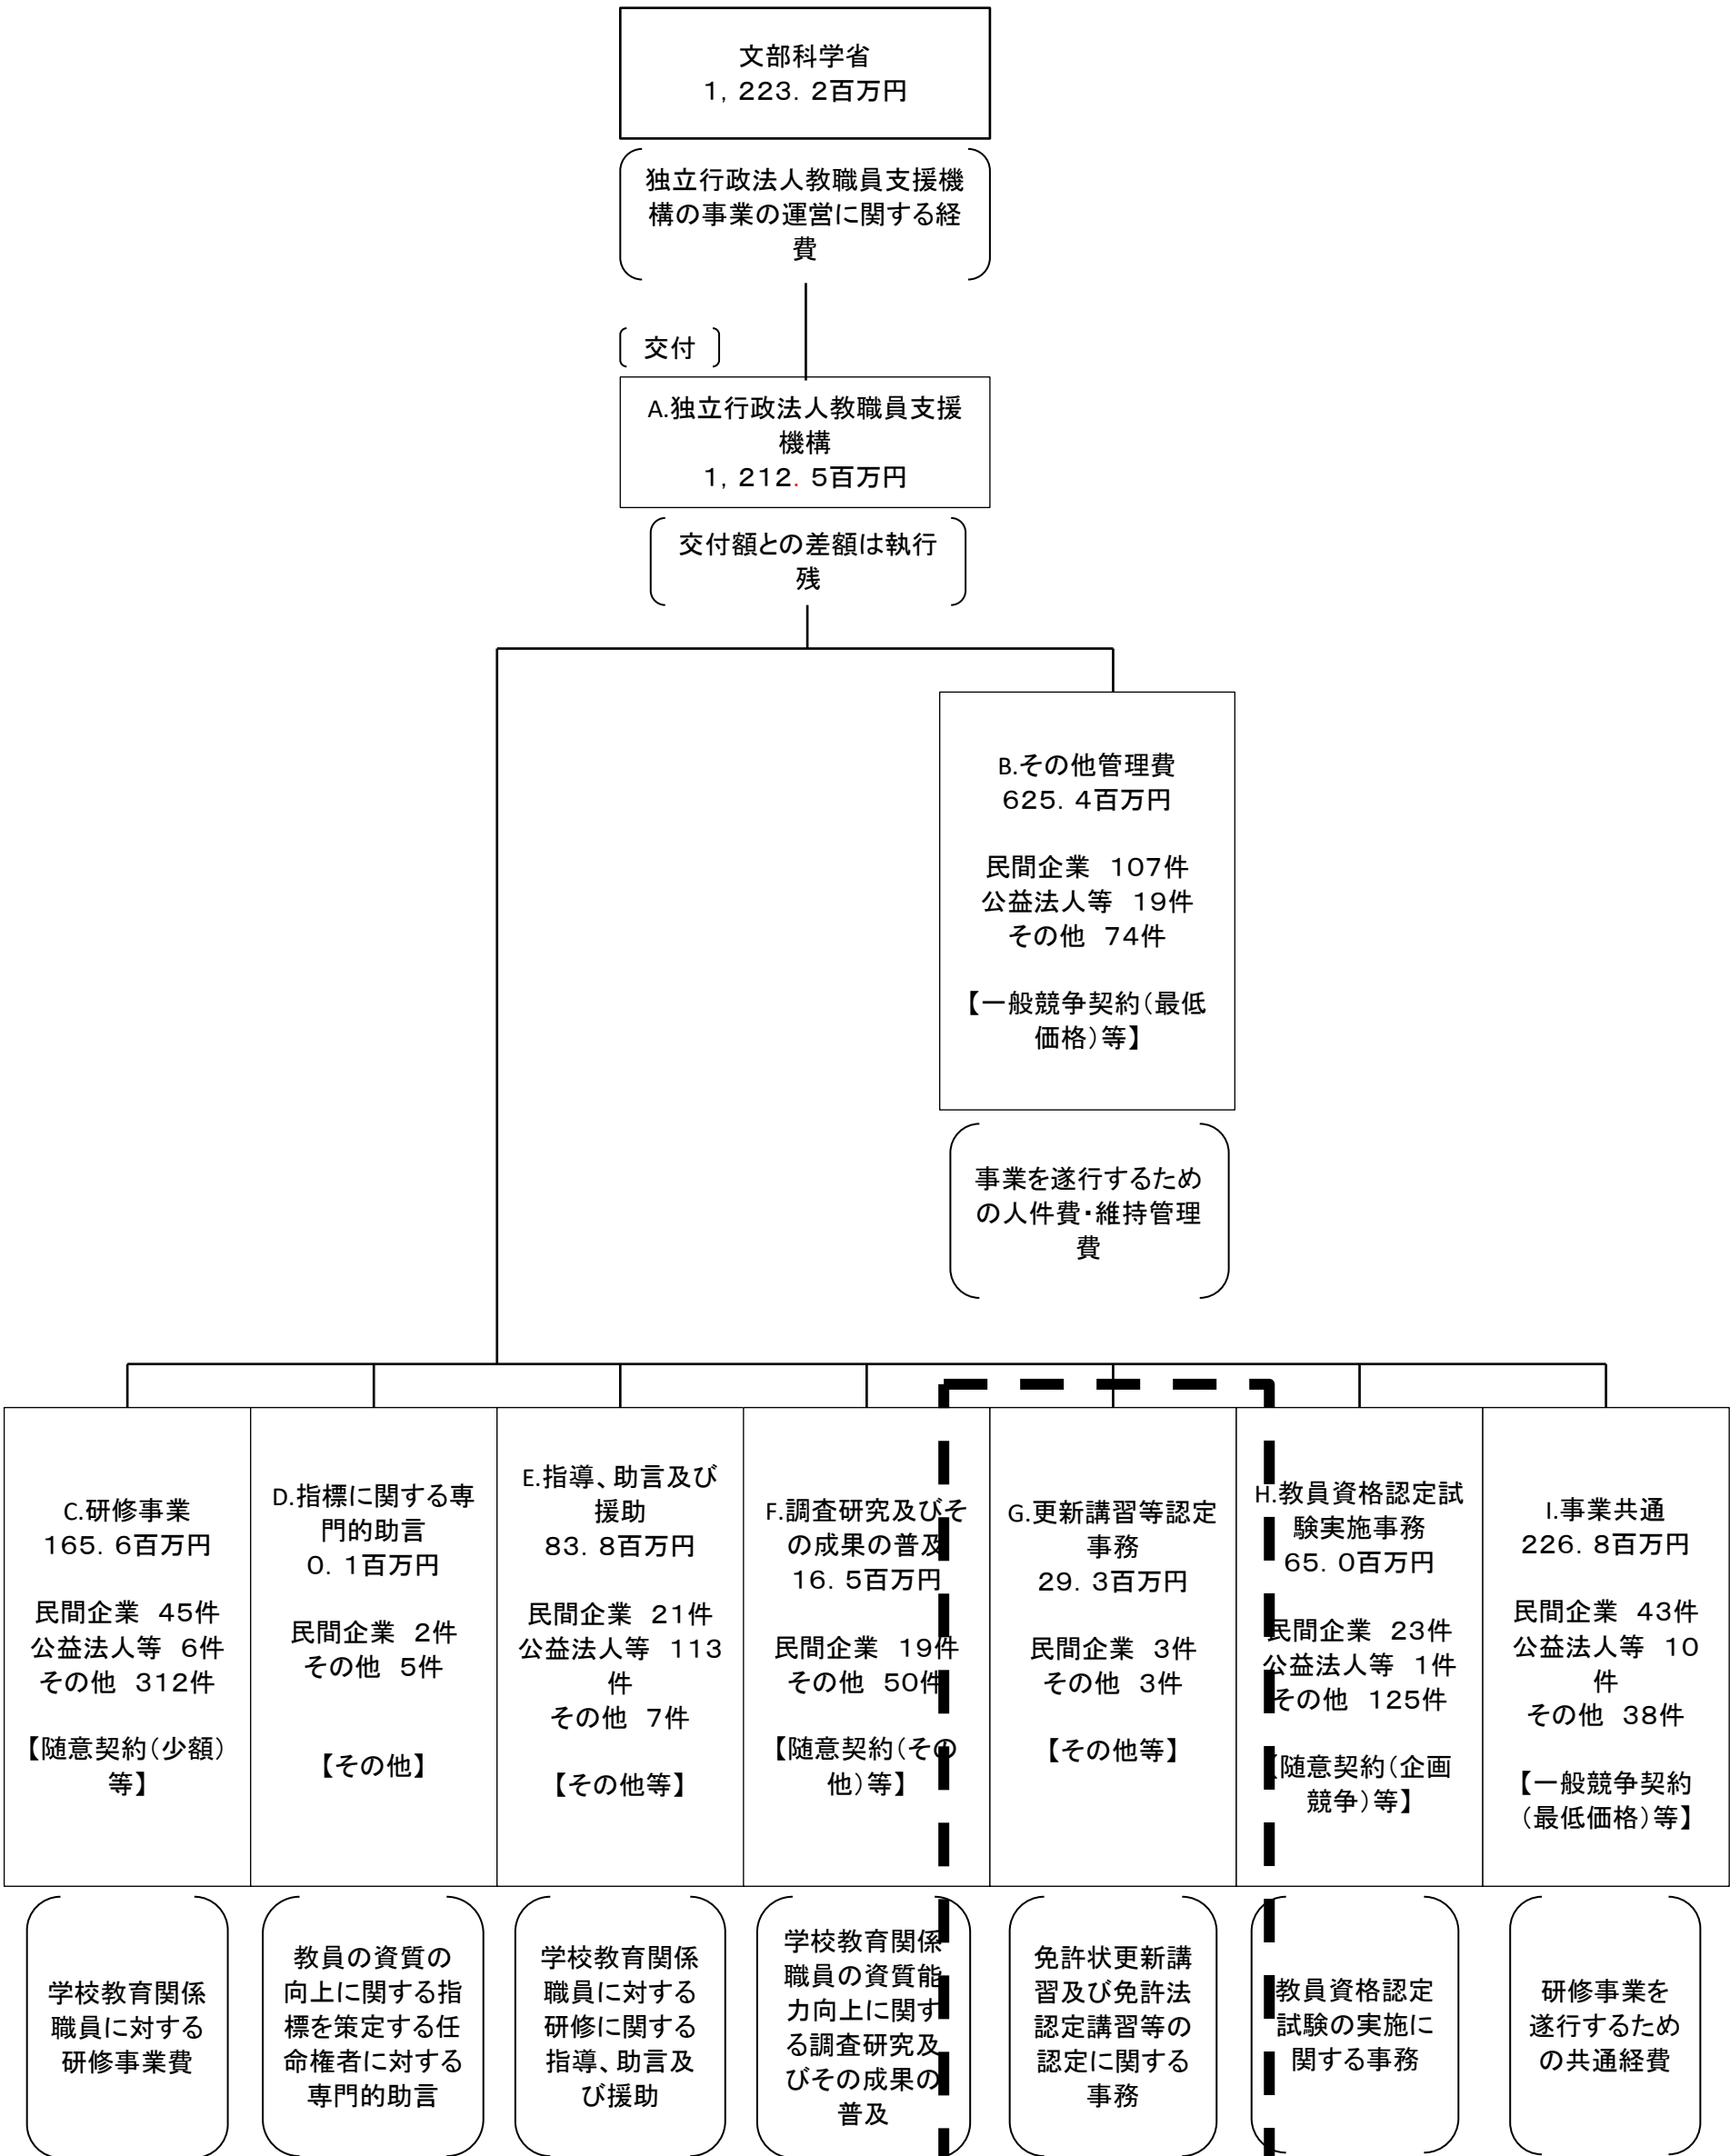 文部科学省
1，223．2百万円
独立行政法人教職員支援機
構の事業の運営に関する経
費
交付
A.独立行政法人教職員支援
機構
1，212．5百万円
交付額との差額は執行
残
B.その他管理費
625．4百万円
民間企業　107件
公益法人等　19件
その他　74件
【一般競争契約（最低
価格）等】
事業を遂行するため
の人件費・維持管理
費
C.研修事業
165．6百万円
民間企業　45件
公益法人等　6件
その他　312件
【随意契約（少額）
等】
学校教育関係
職員に対する
研修事業費
D.指標に関する専
門的助言
0．1百万円
民間企業　2件
その他　5件
【その他】
教員の資質の
向上に関する指
標を策定する任
命権者に対する
専門的助言
E.指導、助言及び
援助
83．8百万円
民間企業　21件
公益法人等　113
件
その他　7件
【その他等】
学校教育関係
職員に対する
研修に関する
指導、助言及
び援助
F.調査研究及びそ
の成果の普及
16．5百万円
民間企業　19件
その他　50件
【随意契約（その
他）等】
学校教育関係
職員の資質能
力向上に関す
る調査研究及
びその成果の
普及
G.更新講習等認定
事務
29．3百万円
民間企業　3件
その他　3件
【その他等】
免許状更新講
習及び免許法
認定講習等の
認定に関する
事務
H.教員資格認定試
験実施事務
65．0百万円
民間企業　23件
公益法人等　1件
その他　125件
【随意契約（企画
競争）等】
教員資格認定
試験の実施に
関する事務
I.事業共通
226．8百万円
民間企業　43件
公益法人等　10
件
その他　38件
【一般競争契約
（最低価格）等】
研修事業を
遂行するため
の共通経費